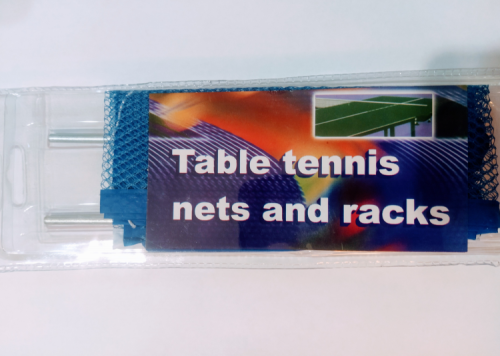 Table tennis
nets and racks